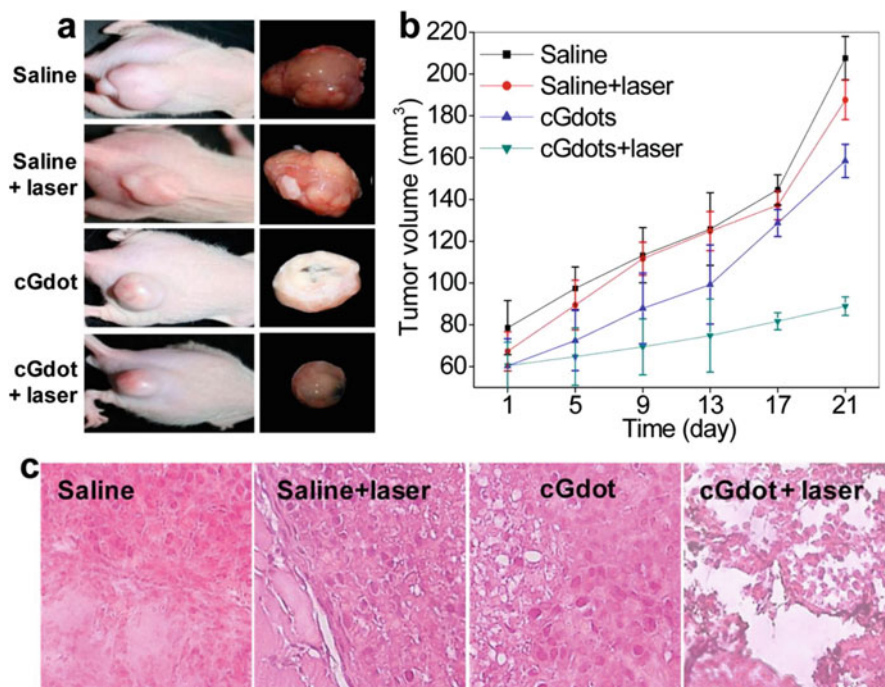 a
Saline
Saline
+ laser
cGdot
cGdot
+ laser
b
Tumor volume (mm³)
220
200
180
160
140
120
100
80
60
Saline
Saline+laser
cGdots
cGdots+laser
1 5 9 13 17 21
Time (day)
c
Saline
Saline+laser
cGdot
cGdot + laser